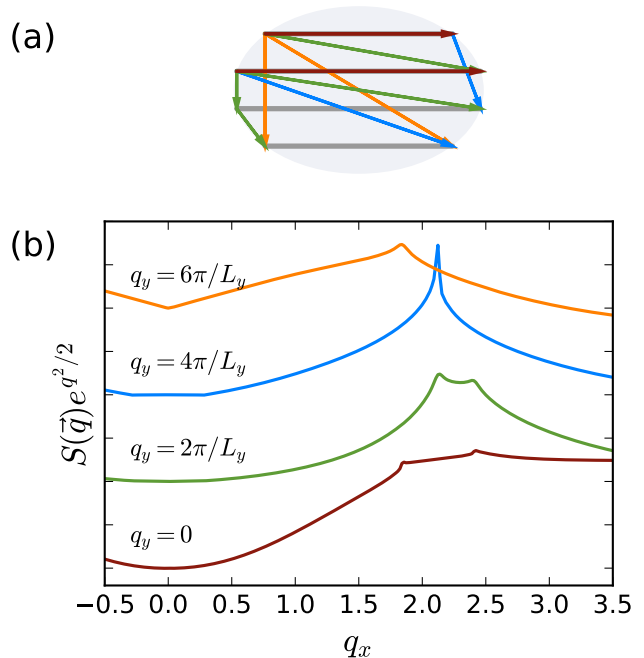 (a)
(b)
S(q⃗)e^{q²/2}
q_y = 6π/L_y
q_y = 4π/L_y
q_y = 2π/L_y
q_y = 0
−0.5 0.0 0.5 1.0 1.5 2.0 2.5 3.0 3.5
q_x